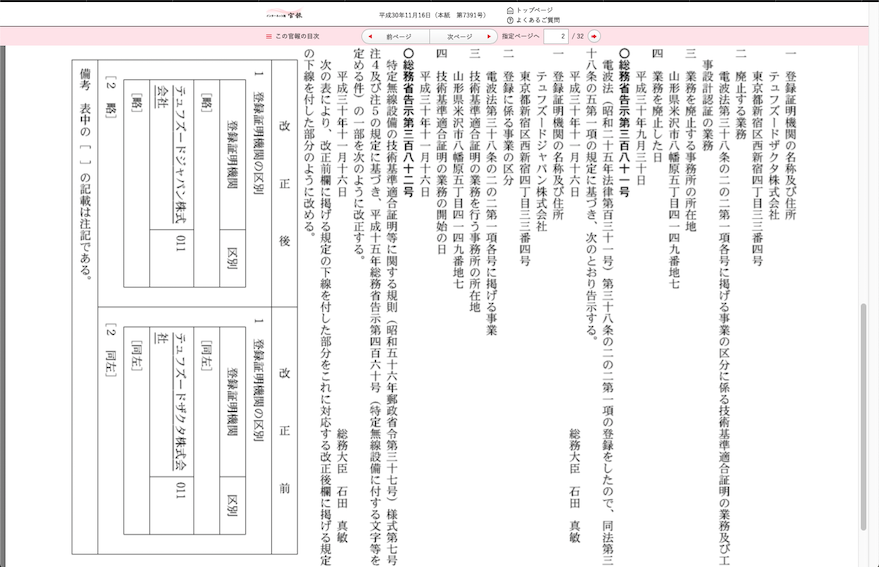 インターネット版 官報
平成30年11月16日（本紙 第7391号）
トップページ
よくあるご質問
この官報の目次
前ページ
次ページ
指定ページへ
2
/ 32
一 登録証明機関の名称及び住所
テュフズードザクタ株式会社
東京都新宿区西新宿四丁目三三番四号
二 廃止する業務
電波法第三十八条の二の二第一項各号に掲げる事業の区分に係る技術基準適合証明の業務及び工
事設計認証の業務
三 業務を廃止する事務所の所在地
山形県米沢市八幡原五丁目四一四九番地七
四 業務を廃止した日
平成三十年九月三十日
〇総務省告示第三百八十一号
電波法（昭和二十五年法律第百三十一号）第三十八条の二の二第一項の登録をしたので、同法第三
十八条の五第一項の規定に基づき、次のとおり告示する。
平成三十年十一月十六日 総務大臣 石田 真敏
一 登録証明機関の名称及び住所
テュフズードジャパン株式会社
東京都新宿区西新宿四丁目三三番四号
二 登録に係る事業の区分
電波法第三十八条の二の二第一項各号に掲げる事業
三 技術基準適合証明の業務を行う事務所の所在地
山形県米沢市八幡原五丁目四一四九番地七
四 技術基準適合証明の業務の開始の日
平成三十年十一月十六日
〇総務省告示第三百八十二号
特定無線設備の技術基準適合証明等に関する規則（昭和五十六年郵政省令第三十七号）様式第七号
注４及び注５の規定に基づき、平成十五年総務省告示第四百六十号（特定無線設備に付する文字等を
定める件）の一部を次のように改正する。
平成三十年十一月十六日 総務大臣 石田 真敏
次の表により、改正前欄に掲げる規定の下線を付した部分をこれに対応する改正後欄に掲げる規定
の下線を付した部分のように改める。
改正後
1 登録証明機関の区別
登録証明機関 区別
［略］
テュフズードジャパン株式 011
会社
［略］
［2 略］
改正前
1 登録証明機関の区別
登録証明機関 区別
［同左］
テュフズードザクタ株式会 011
社
［同左］
［2 同左］
備考 表中の［ ］の記載は注記である。